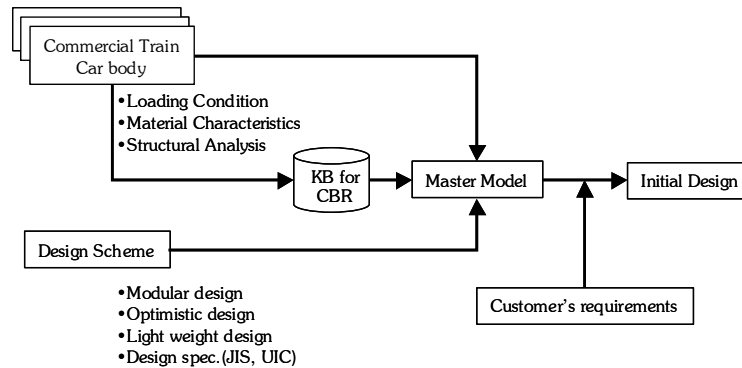 Commercial Train
Car body
•Loading Condition
•Material Characteristics
•Structural Analysis
KB for
CBR
Master Model
Initial Design
Design Scheme
•Modular design
•Optimistic design
•Light weight design
•Design spec.(JIS, UIC)
Customer's requirements